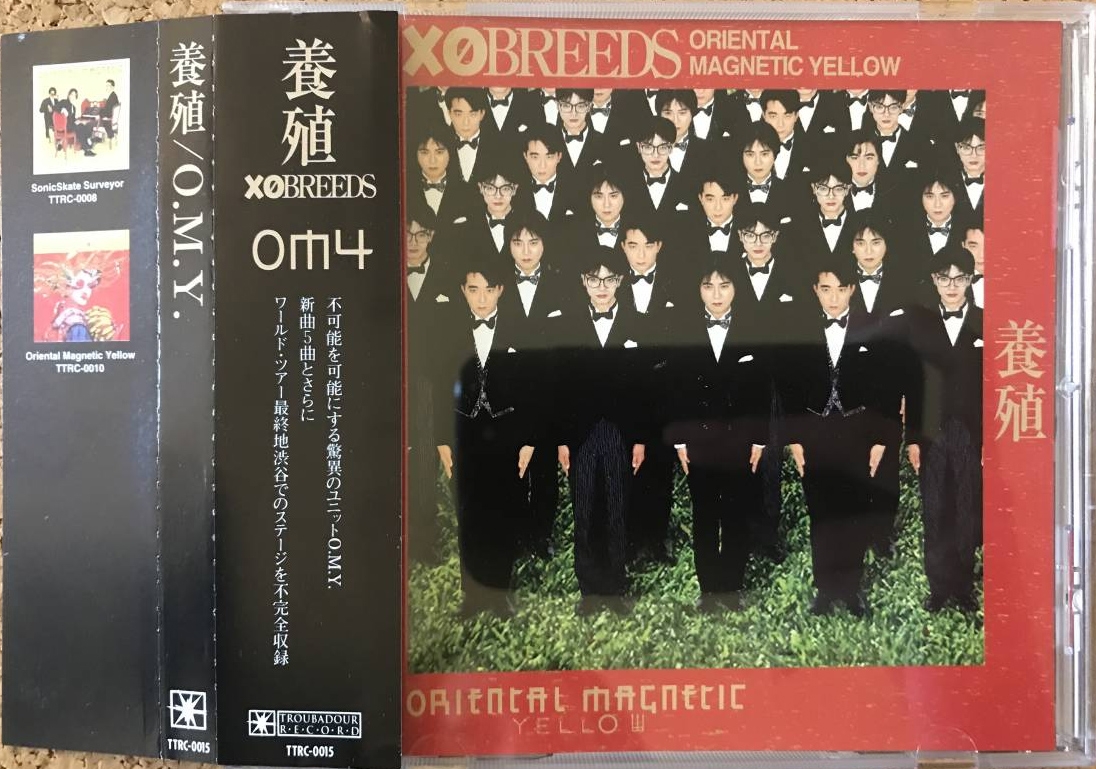 SonicSkate Surveyor
TTRC-0008
Oriental Magnetic Yellow
TTRC-0010
養殖/O.M.Y.
TTRC-0015
養殖
XØBREEDS
OMY
不可能を可能にする驚異のユニットO.M.Y.
新曲5曲とさらに
ワールド・ツアー最終地渋谷でのステージを不完全収録
TROUBADOUR
R•E•C•O•R•D
TTRC-0015
XØBREEDS
ORIENTAL
MAGNETIC YELLOW
養殖
ORIENTAL MAGNETIC
YELLOW